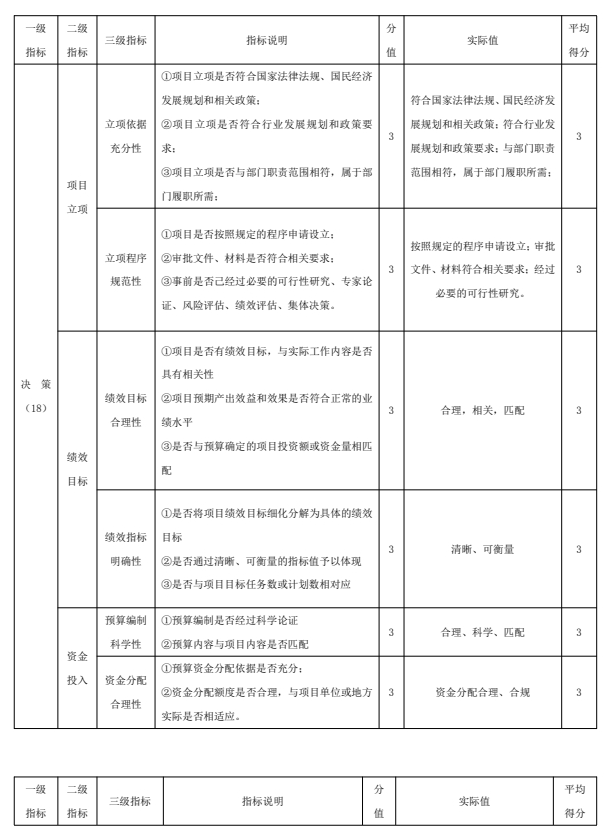 一级指标 二级指标 三级指标 指标说明 分值 实际值 平均得分
决 策（18）
项目立项
立项依据充分性
①项目立项是否符合国家法律法规、国民经济
发展规划和相关政策；
②项目立项是否符合行业发展规划和政策要
求；
③项目立项是否与部门职责范围相符，属于部
门履职所需；
3
符合国家法律法规、国民经济发
展规划和相关政策；符合行业发
展规划和政策要求；与部门职责
范围相符，属于部门履职所需；
3
立项程序规范性
①项目是否按照规定的程序申请设立；
②审批文件、材料是否符合相关要求；
③事前是否已经过必要的可行性研究、专家论
证、风险评估、绩效评估、集体决策。
3
按照规定的程序申请设立；审批
文件、材料符合相关要求；经过
必要的可行性研究。
3
绩效目标
绩效目标合理性
①项目是否有绩效目标，与实际工作内容是否
具有相关性
②项目预期产出效益和效果是否符合正常的业
绩水平
③是否与预算确定的项目投资额或资金量相匹
配
3
合理，相关，匹配
3
绩效指标明确性
①是否将项目绩效目标细化分解为具体的绩效
目标
②是否通过清晰、可衡量的指标值予以体现
③是否与项目目标任务数或计划数相对应
3
清晰、可衡量
3
资金投入
预算编制科学性
①预算编制是否经过科学论证
②预算内容与项目内容是否匹配
3
合理、科学、匹配
3
资金分配合理性
①预算资金分配依据是否充分；
②资金分配额度是否合理，与项目单位或地方
实际是否相适应。
3
资金分配合理、合规
3
一级指标 二级指标 三级指标 指标说明 分值 实际值 平均得分